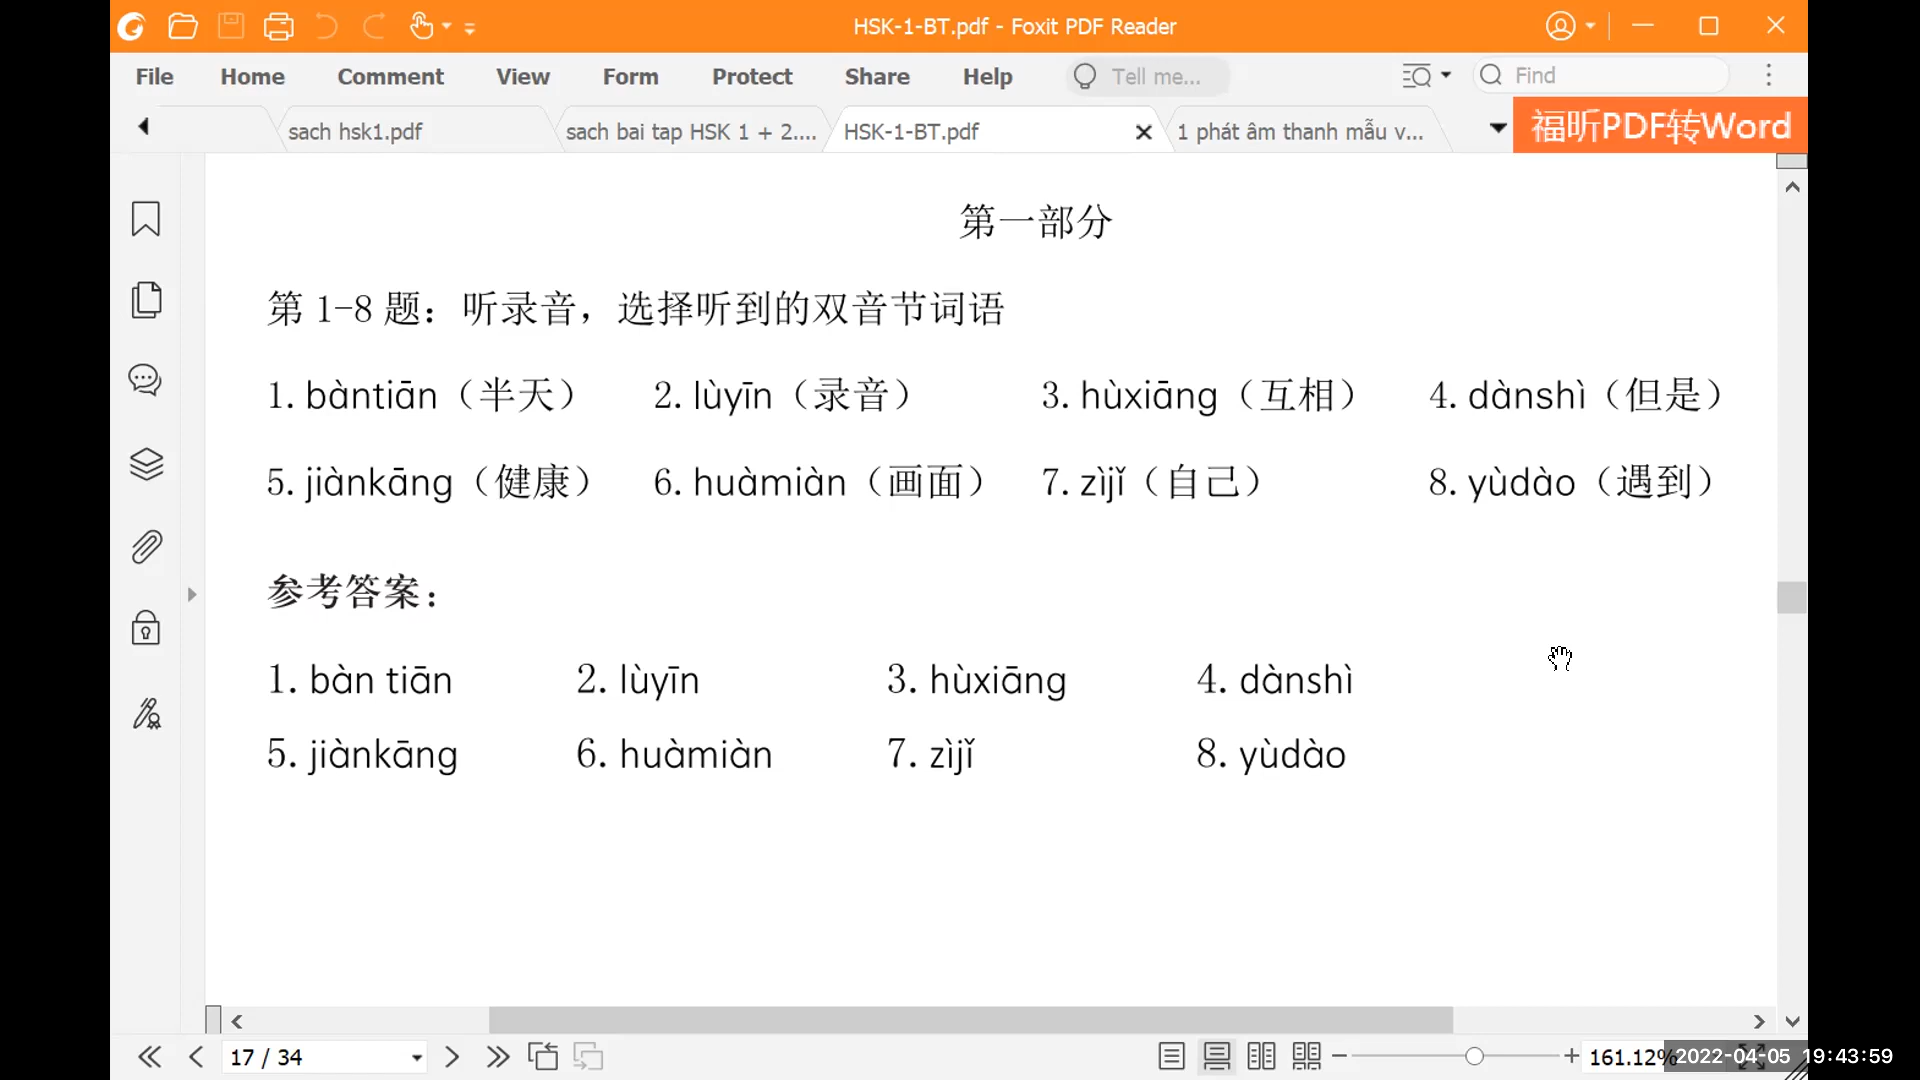 HSK-1-BT.pdf - Foxit PDF Reader
File Home Comment View Form Protect Share Help Tell me... Find
sach hsk1.pdf sach bai tap HSK 1 + 2.... HSK-1-BT.pdf 1 phát âm thanh mẫu v... 福昕PDF转Word
第一部分
第 1-8 题：听录音，选择听到的双音节词语
1. bàntiān（半天） 2. lùyīn（录音） 3. hùxiāng（互相） 4. dànshì（但是）
5. jiànkāng（健康） 6. huàmiàn（画面） 7. zìjǐ（自己） 8. yùdào（遇到）
参考答案：
1. bàn tiān 2. lùyīn 3. hùxiāng 4. dànshì
5. jiànkāng 6. huàmiàn 7. zìjǐ 8. yùdào
17 / 34 161.12% 2022-04-05 19:43:59